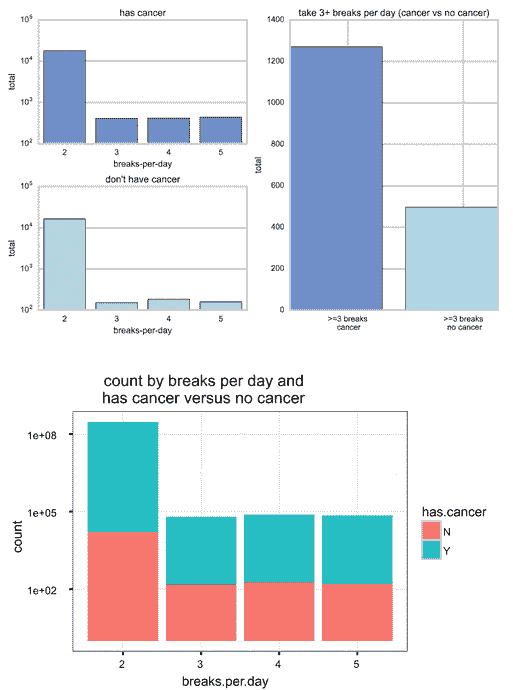 has cancer
10^5
10^4
10^3
10^2
total
2 3 4 5
breaks-per-day
don't have cancer
10^5
10^4
10^3
10^2
total
2 3 4 5
breaks-per-day
take 3+ breaks per day (cancer vs no cancer)
1400
1200
1000
800
600
400
200
0
total
>=3 breaks
cancer
>=3 breaks
no cancer
count by breaks per day and
has cancer versus no cancer
1e+08
1e+05
1e+02
count
2 3 4 5
breaks.per.day
has.cancer
N
Y